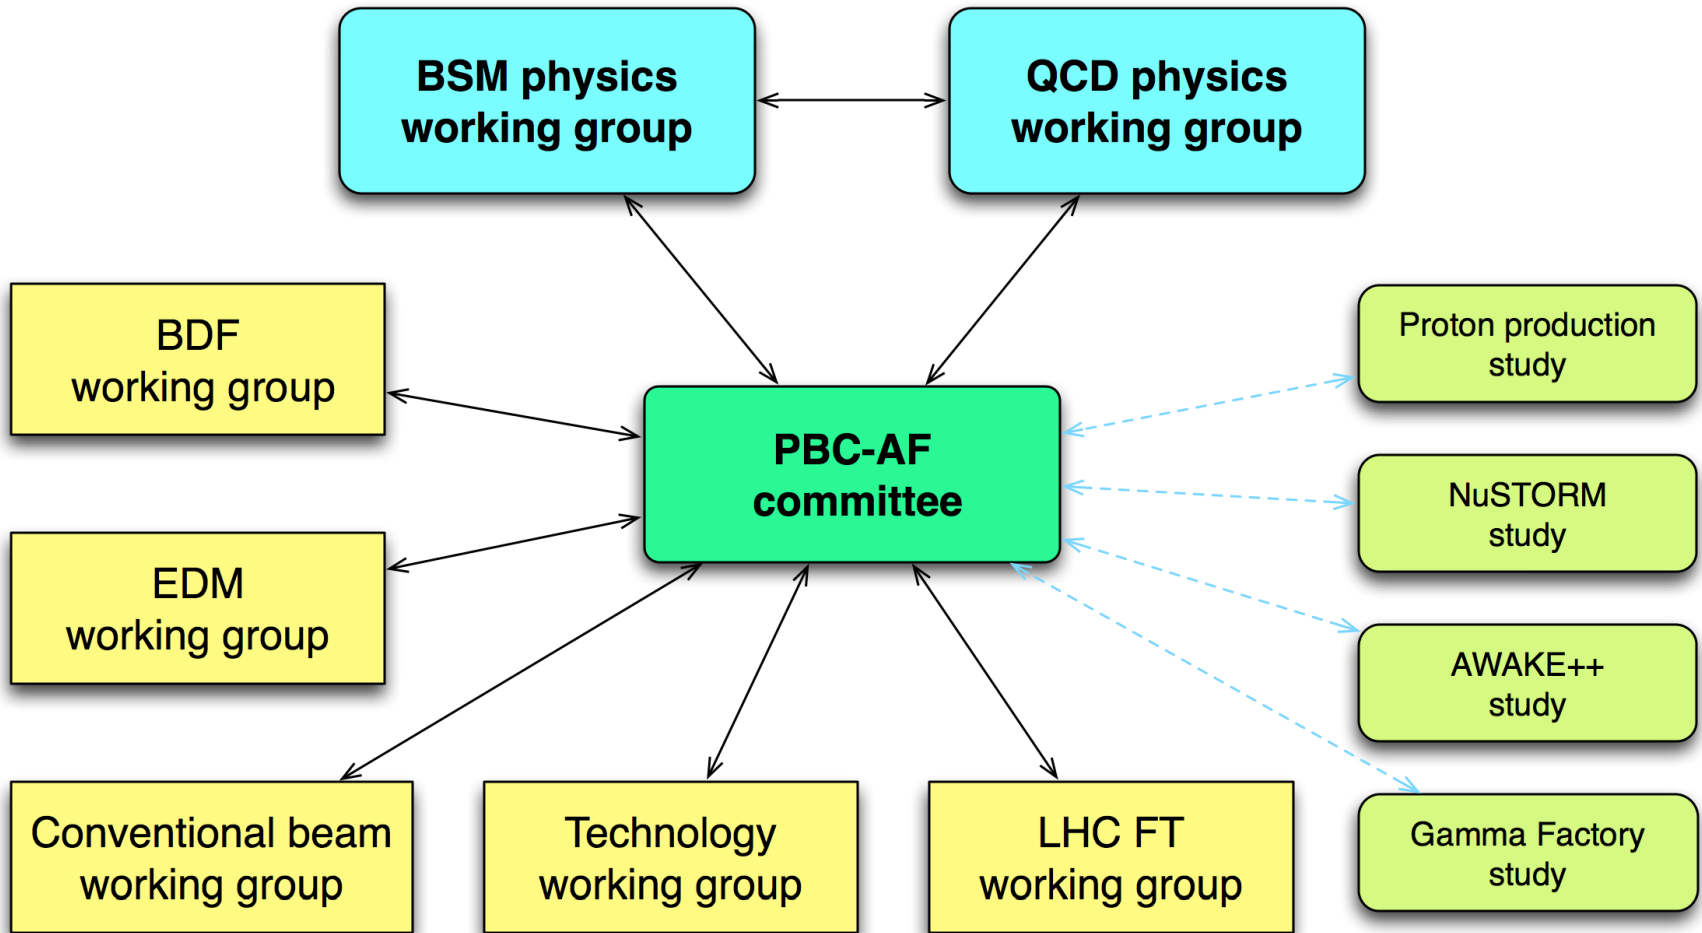 BSM physics
working group
QCD physics
working group
BDF
working group
Proton production
study
PBC-AF
committee
NuSTORM
study
EDM
working group
AWAKE++
study
Conventional beam
working group
Technology
working group
LHC FT
working group
Gamma Factory
study